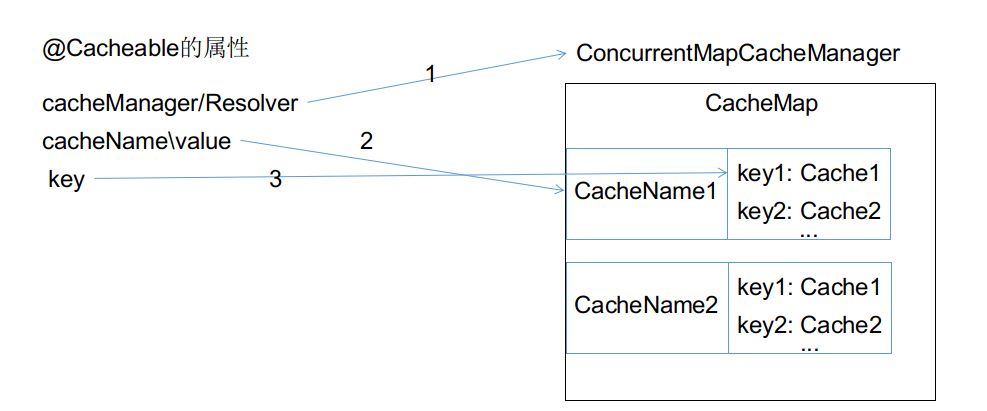 @Cacheable的属性
cacheManager/Resolver
cacheName\value
key
1
2
3
ConcurrentMapCacheManager
CacheMap
CacheName1
key1: Cache1
key2: Cache2
...
CacheName2
key1: Cache1
key2: Cache2
...